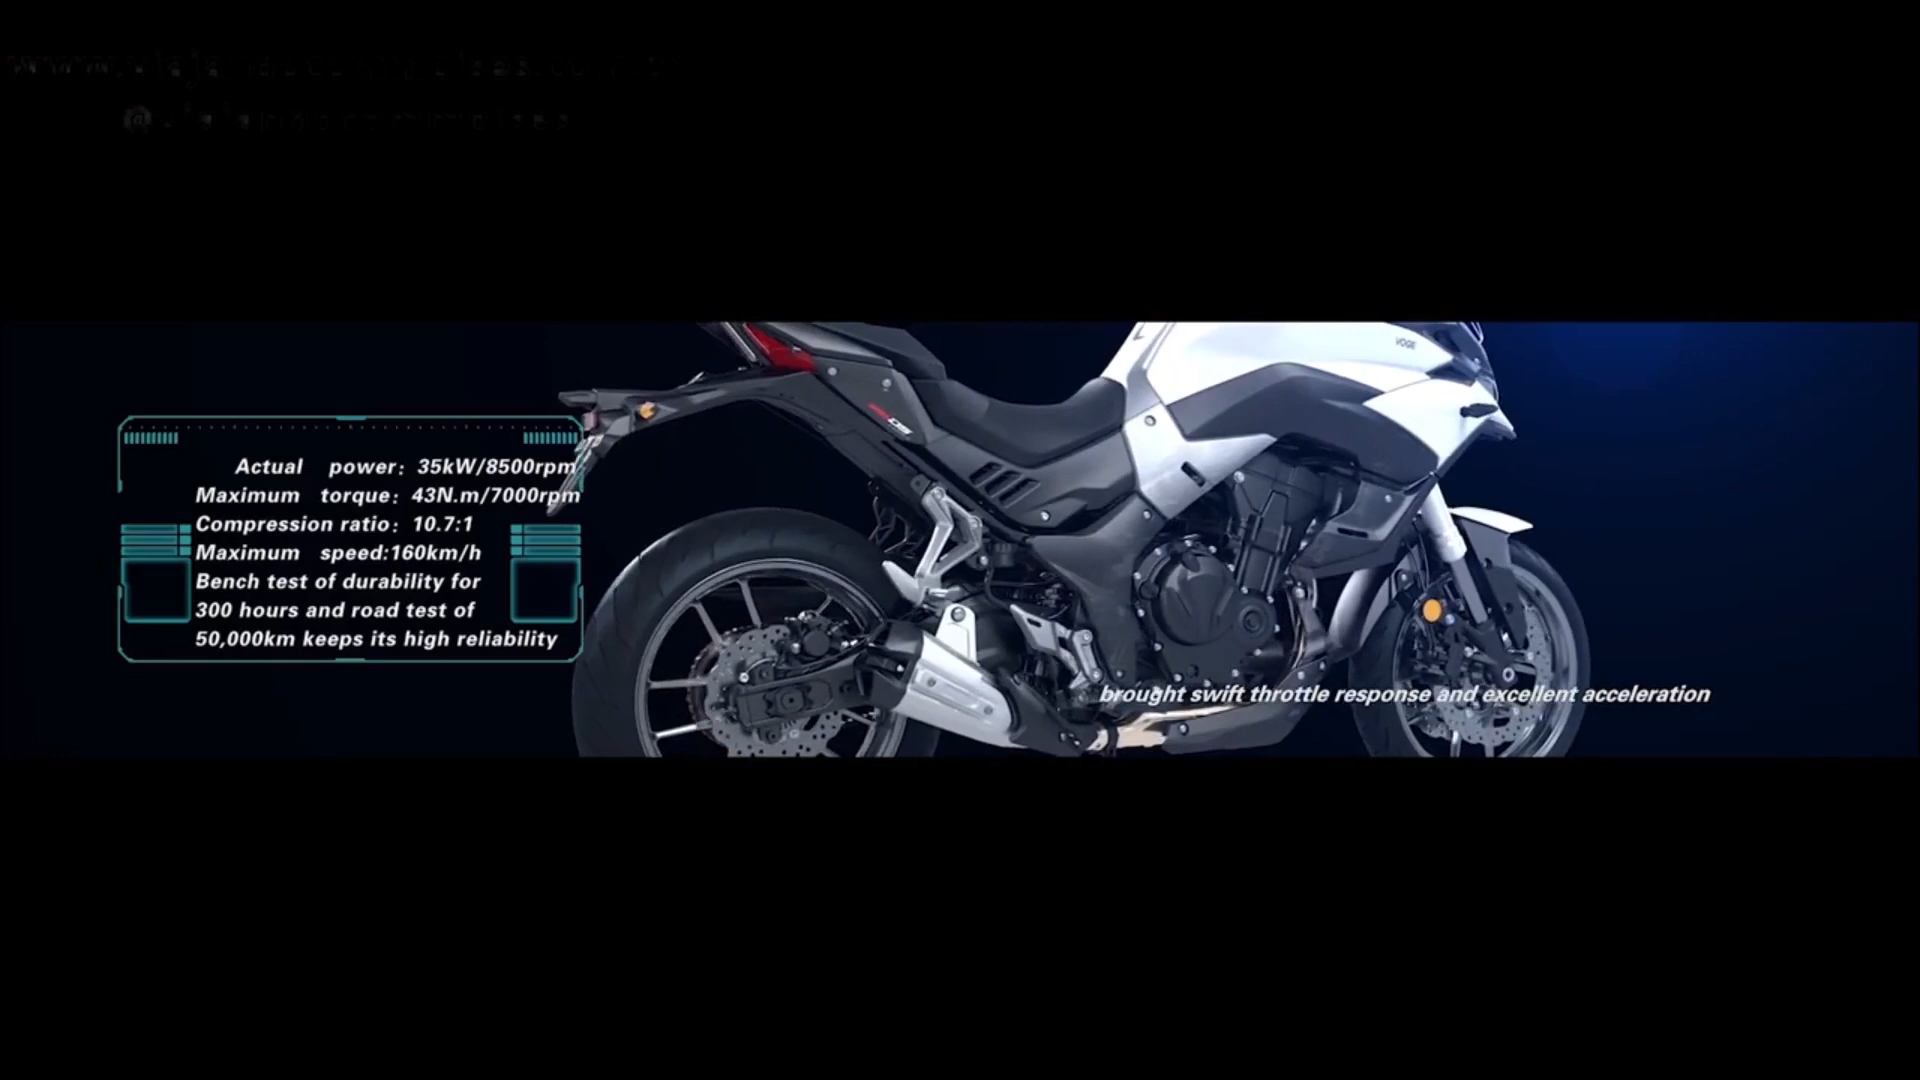 VOGE
DS
Actual power: 35kW/8500rpm
Maximum torque: 43N.m/7000rpm
Compression ratio: 10.7:1
Maximum speed:160km/h
Bench test of durability for
300 hours and road test of
50,000km keeps its high reliability
brought swift throttle response and excellent acceleration